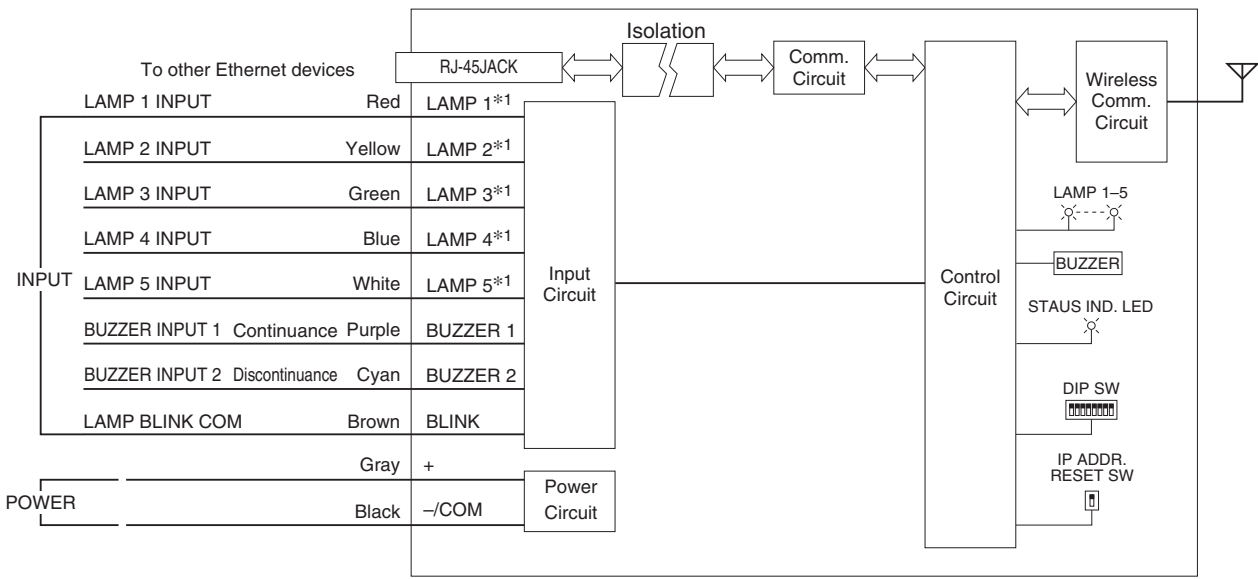 Isolation
To other Ethernet devices
RJ-45JACK
Comm.
Circuit
Wireless
Comm.
Circuit
LAMP 1 INPUT Red LAMP 1*1
LAMP 2 INPUT Yellow LAMP 2*1
LAMP 3 INPUT Green LAMP 3*1
LAMP 4 INPUT Blue LAMP 4*1
INPUT LAMP 5 INPUT White LAMP 5*1
BUZZER INPUT 1 Continuance Purple BUZZER 1
BUZZER INPUT 2 Discontinuance Cyan BUZZER 2
LAMP BLINK COM Brown BLINK
Input
Circuit
Control
Circuit
LAMP 1–5
BUZZER
STAUS IND. LED
DIP SW
IP ADDR.
RESET SW
POWER
Gray +
Black –/COM
Power
Circuit